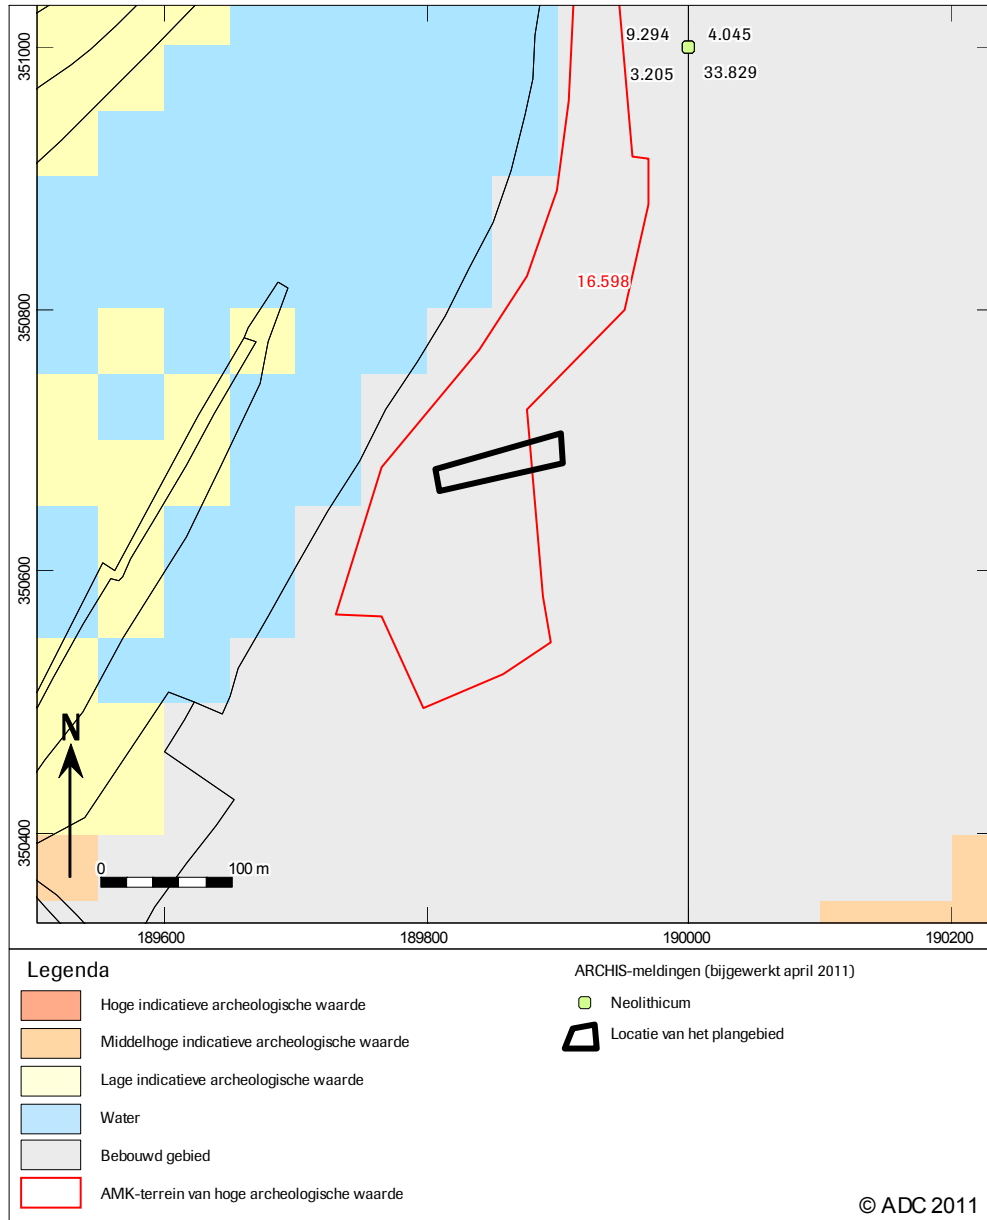 9.294
4.045
3.205
33.829
16.598
351000
350800
350600
350400
N
0
100 m
189600
189800
190000
190200
Legenda
Hoge indicatieve archeologische waarde
Middelhoge indicatieve archeologische waarde
Lage indicatieve archeologische waarde
Water
Bebouwd gebied
AMK-terrein van hoge archeologische waarde
ARCHIS-meldingen (bijgewerkt april 2011)
Neolithicum
Locatie van het plangebied
© ADC 2011